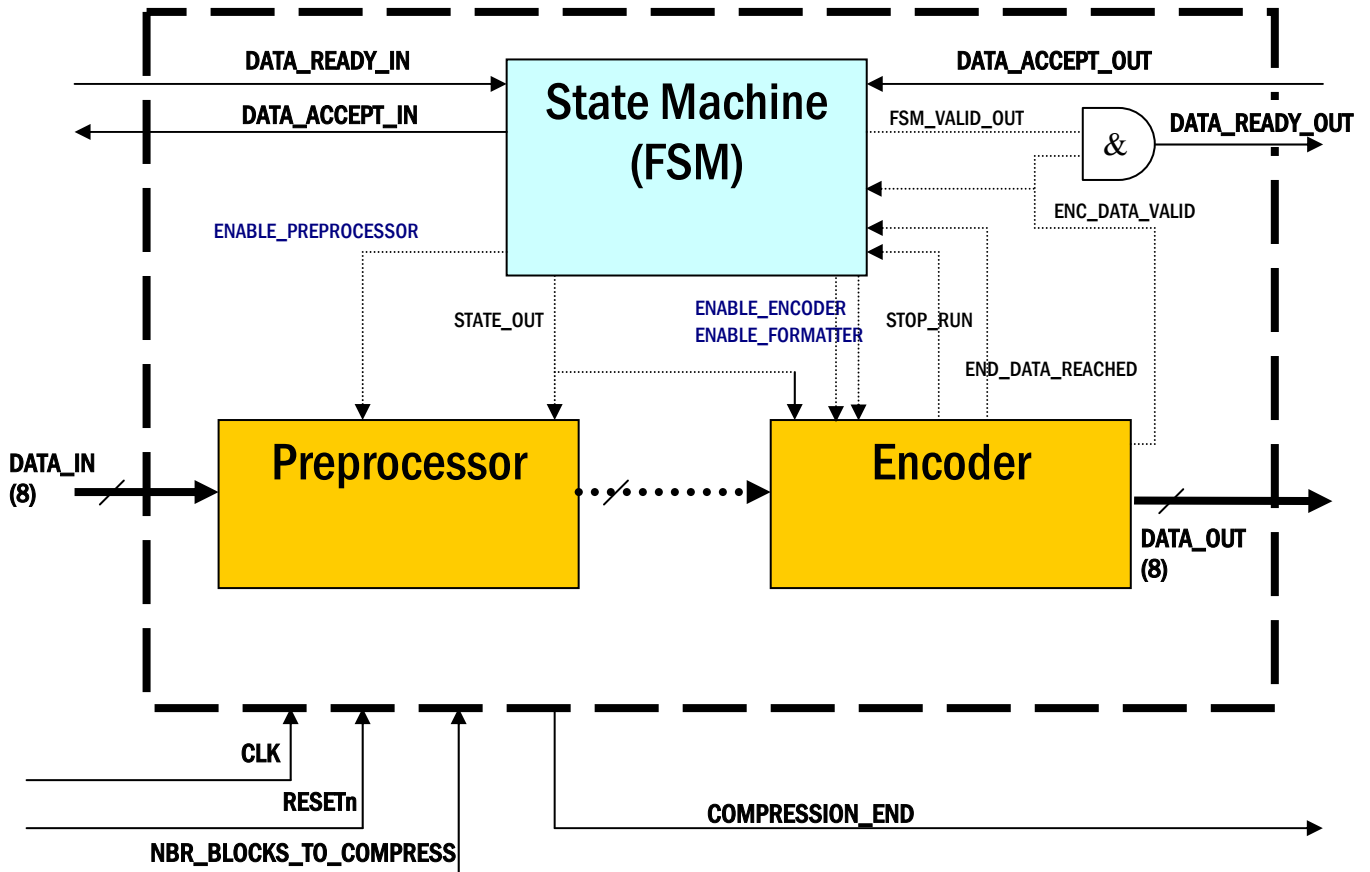 DATA_READY_IN
DATA_ACCEPT_OUT
State Machine
(FSM)
DATA_ACCEPT_IN
FSM_VALID_OUT
&
DATA_READY_OUT
ENC_DATA_VALID
ENABLE_PREPROCESSOR
STATE_OUT
ENABLE_ENCODER
ENABLE_FORMATTER
STOP_RUN
END_DATA_REACHED
DATA_IN
(8)
Preprocessor
Encoder
DATA_OUT
(8)
CLK
RESETn
NBR_BLOCKS_TO_COMPRESS
COMPRESSION_END